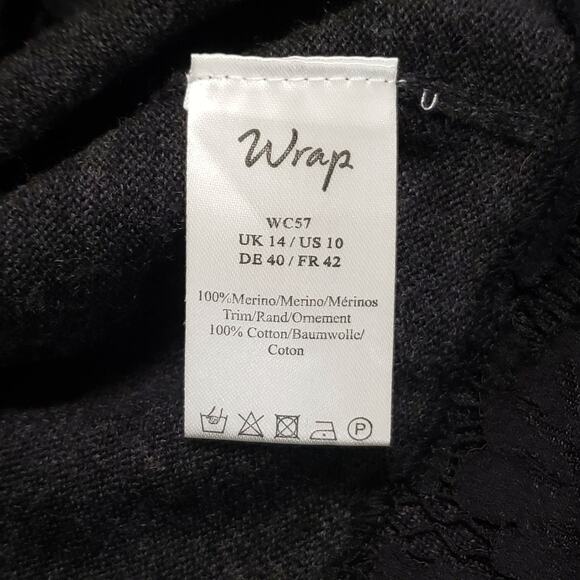 Wrap
WC57
UK 14 / US 10
DE 40 / FR 42
100%Merino/Merino/Mérinos
Trim/Rand/Ornement
100% Cotton/Baumwolle/
Coton
P